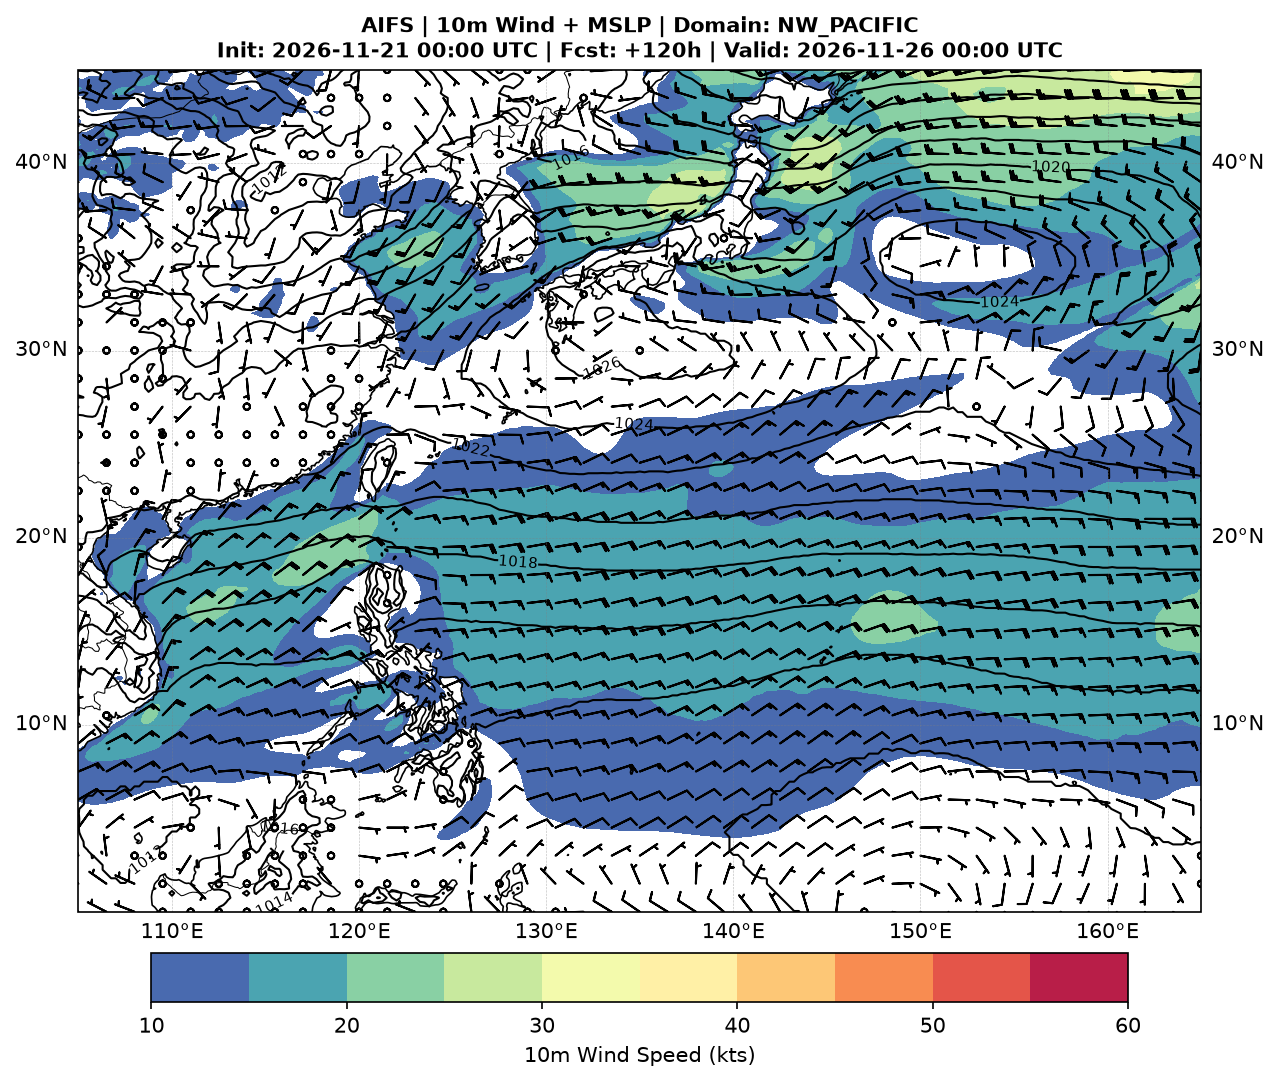 AIFS | 10m Wind + MSLP | Domain: NW_PACIFIC
Init: 2026-11-21 00:00 UTC | Fcst: +120h | Valid: 2026-11-26 00:00 UTC
40°N
40°N
30°N
30°N
20°N
20°N
10°N
10°N
1016
1012
1020
1024
1026
1024
1022
1018
1016
1012
1014
110°E
120°E
130°E
140°E
150°E
160°E
10
20
30
40
50
60
10m Wind Speed (kts)